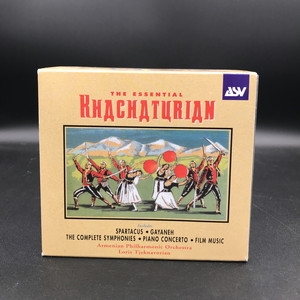 THE ESSENTIAL
KHACHATURIAN
ASV
SPARTACUS • GAYANEH
THE COMPLETE SYMPHONIES • PIANO CONCERTO • FILM MUSIC
Armenian Philharmonic Orchestra
Loris Tjeknavorian